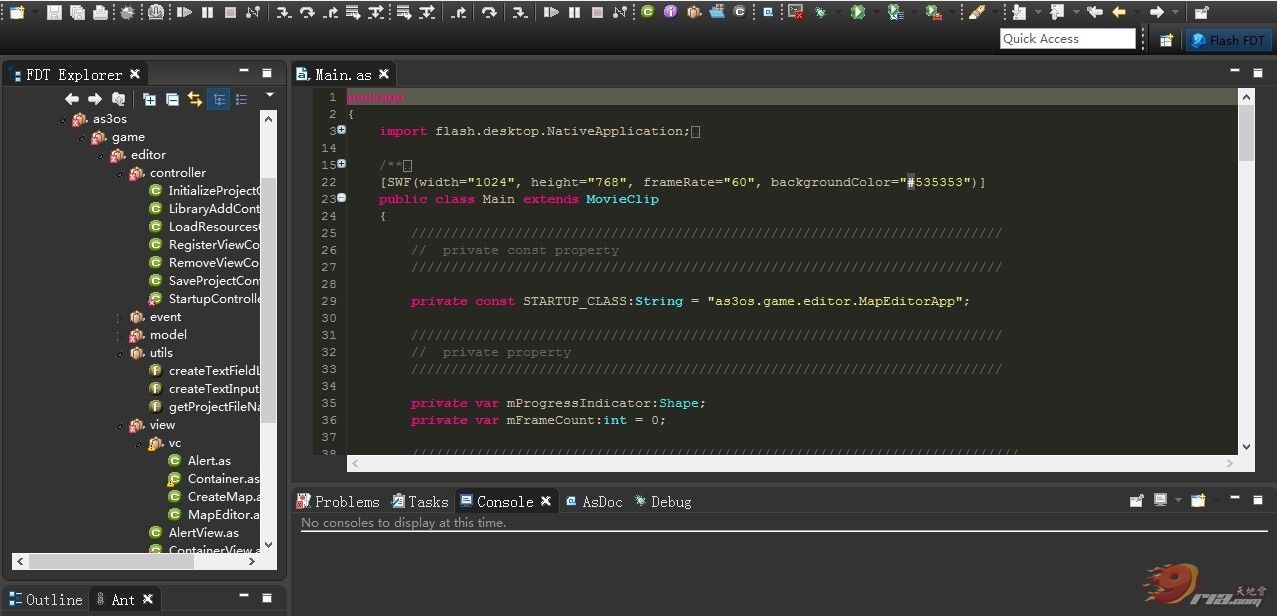 Quick Access
Flash FDT
FDT Explorer
as3os
game
editor
controller
InitializeProjectC
LibraryAddCont
LoadResources
RegisterViewCo
RemoveViewCo
SaveProjectCon
StartupControlle
event
model
utils
createTextFieldL
createTextInput
getProjectFileNa
view
vc
Alert.as
Container.as
CreateMap.a
MapEditor.a
AlertView.as
ContainerView.a
Outline
Ant
Main.as
1 package
2 {
3 import flash.desktop.NativeApplication;
14
15 /**
22 [SWF(width="1024", height="768", frameRate="60", backgroundColor="#535353")]
23 public class Main extends MovieClip
24 {
25 //////////////////////////////////////////////////////////////////////////
26 // private const property
27 //////////////////////////////////////////////////////////////////////////
28
29 private const STARTUP_CLASS:String = "as3os.game.editor.MapEditorApp";
30
31 //////////////////////////////////////////////////////////////////////////
32 // private property
33 //////////////////////////////////////////////////////////////////////////
34
35 private var mProgressIndicator:Shape;
36 private var mFrameCount:int = 0;
37
38 ////////////////////////////////////////////////////////////////////////////
Problems
Tasks
Console
AsDoc
Debug
No consoles to display at this time.
9ria.com
天地會